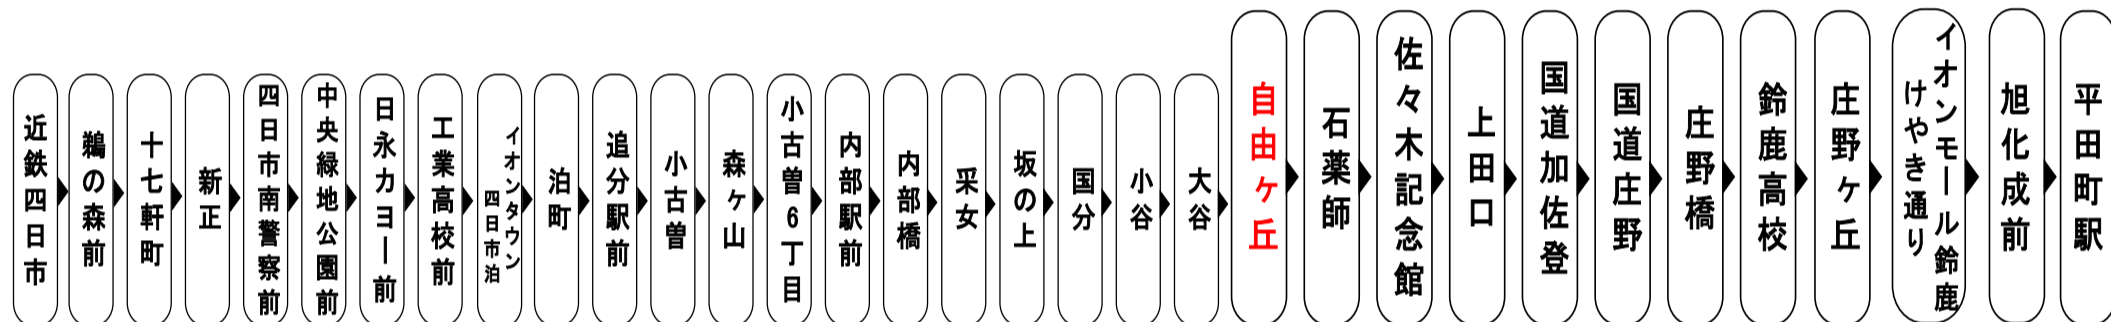 近鉄四日市
鵜の森前
十七軒町
新正
四日市南警察前
中央緑地公園前
日永カヨー前
工業高校前
イオンタウン
四日市泊
泊町
追分駅前
小古曽
森ヶ山
小古曽6丁目
内部駅前
内部橋
采女
坂の上
国分
小谷
大谷
自由ヶ丘
石薬師
佐々木記念館
上田口
国道加佐登
国道庄野
庄野橋
鈴鹿高校
庄野ヶ丘
イオンモール鈴鹿
けやき通り
旭化成前
平田町駅